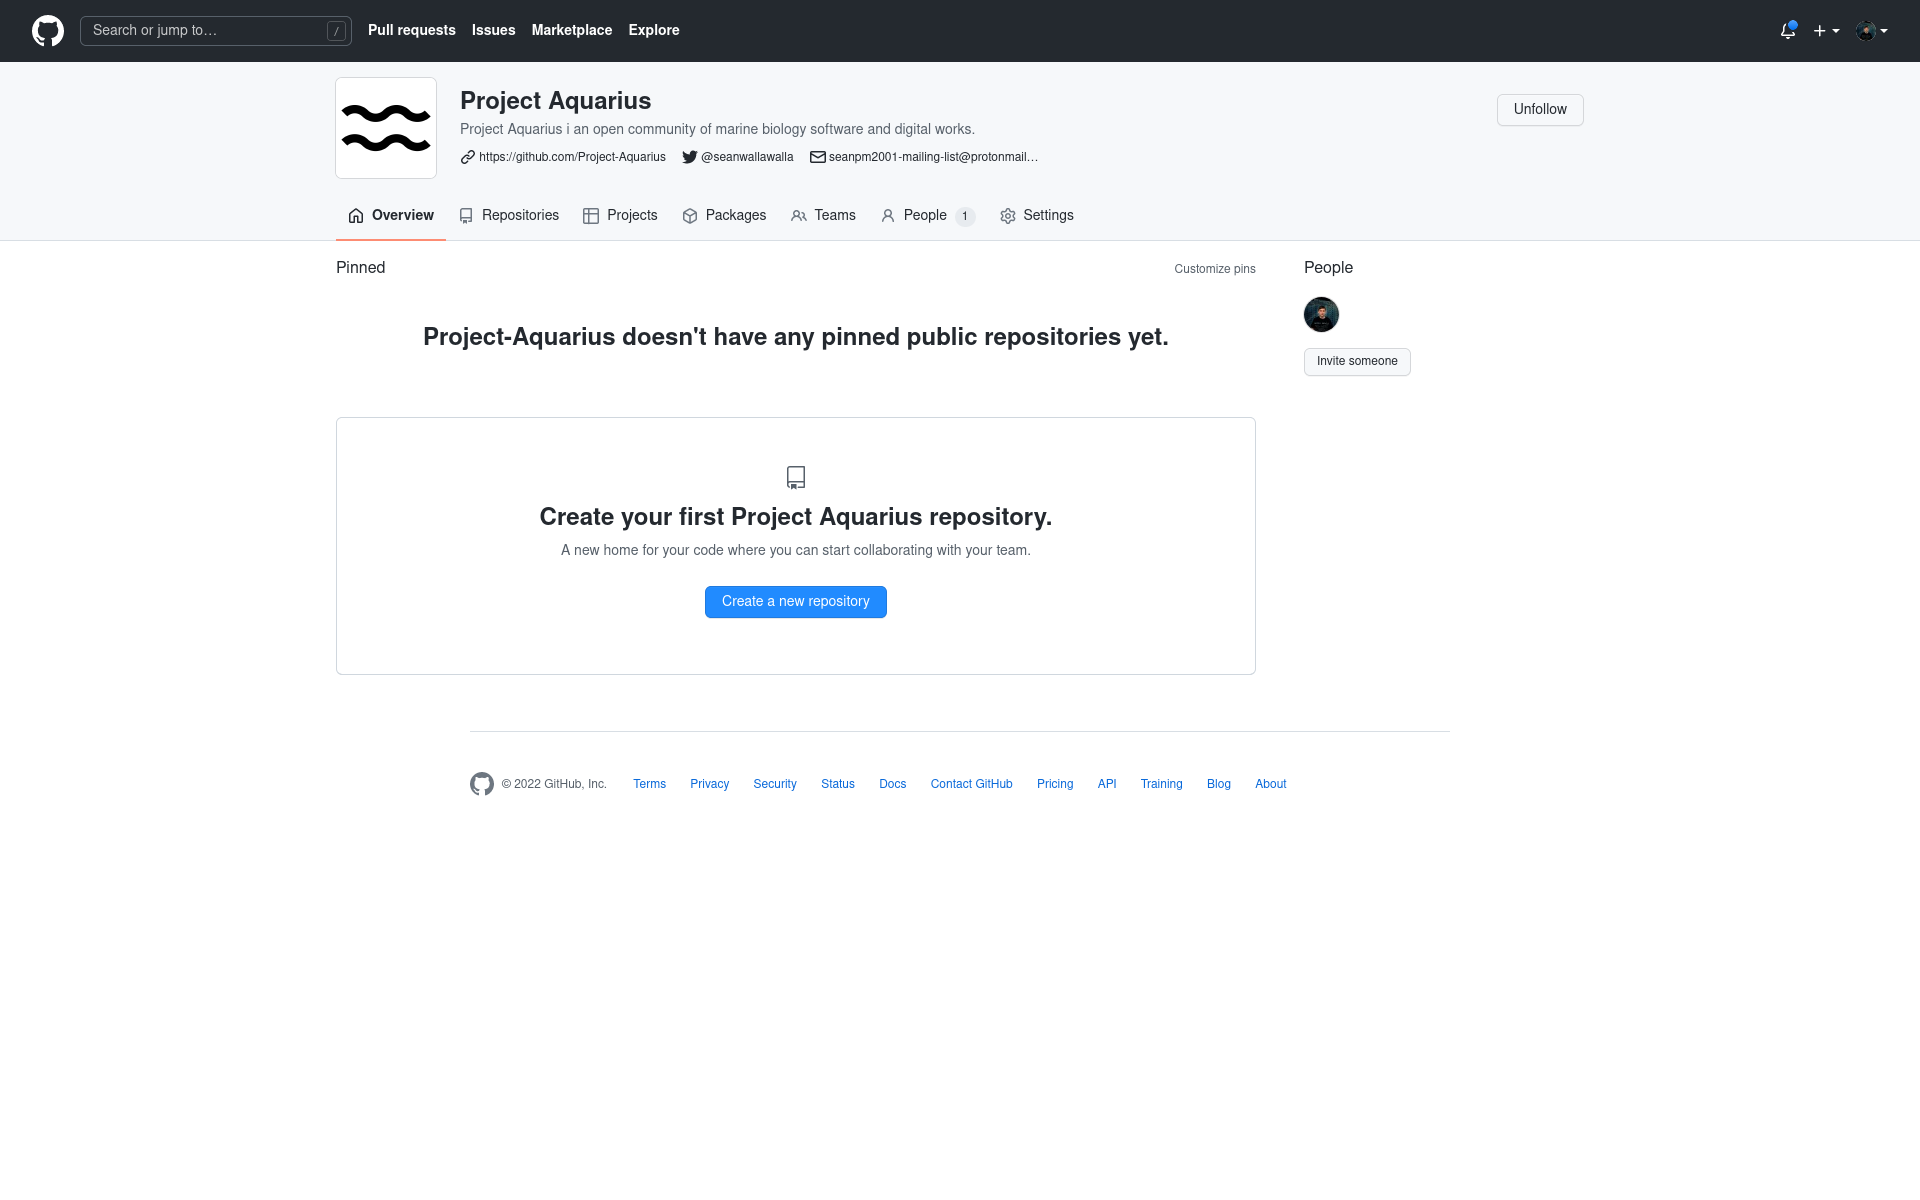 Search or jump to… /
Pull requests Issues Marketplace Explore
Project Aquarius
Project Aquarius i an open community of marine biology software and digital works.
https://github.com/Project-Aquarius @seanwallawalla seanpm2001-mailing-list@protonmail…
Unfollow
Overview Repositories Projects Packages Teams People 1 Settings
Pinned
Customize pins
Project-Aquarius doesn't have any pinned public repositories yet.
People
Invite someone
Create your first Project Aquarius repository.
A new home for your code where you can start collaborating with your team.
Create a new repository
© 2022 GitHub, Inc. Terms Privacy Security Status Docs Contact GitHub Pricing API Training Blog About